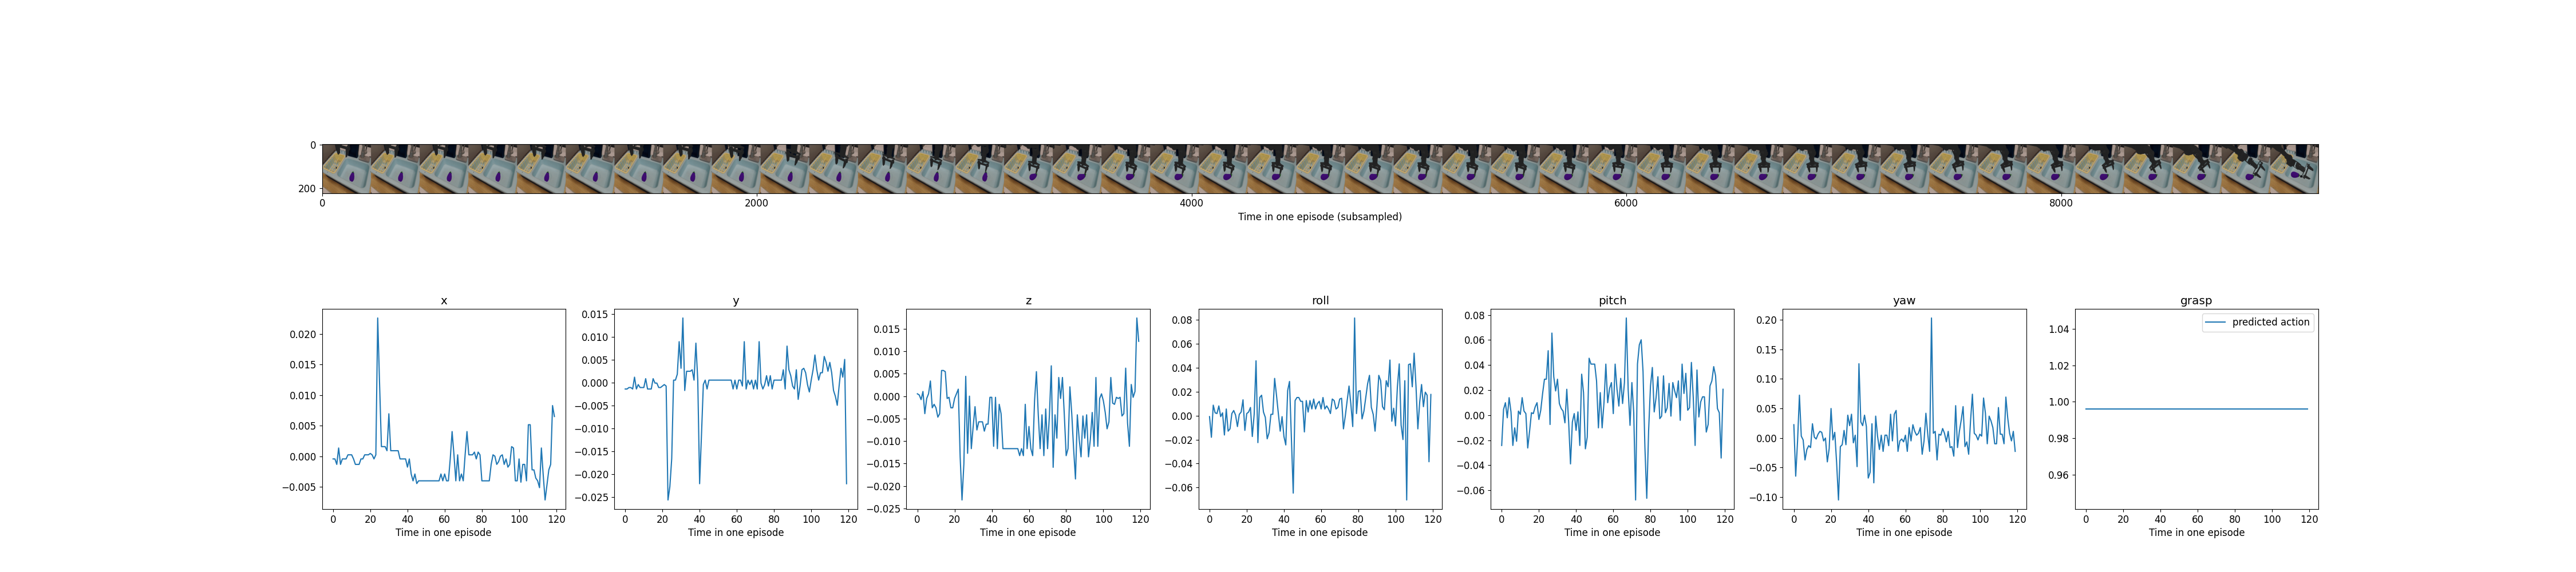 0
200
0 2000 4000 6000 8000
Time in one episode (subsampled)
x
0.020
0.015
0.010
0.005
0.000
−0.005
0 20 40 60 80 100 120
Time in one episode
y
0.015
0.010
0.005
0.000
−0.005
−0.010
−0.015
−0.020
−0.025
0 20 40 60 80 100 120
Time in one episode
z
0.015
0.010
0.005
0.000
−0.005
−0.010
−0.015
−0.020
−0.025
0 20 40 60 80 100 120
Time in one episode
roll
0.08
0.06
0.04
0.02
0.00
−0.02
−0.04
−0.06
0 20 40 60 80 100 120
Time in one episode
pitch
0.08
0.06
0.04
0.02
0.00
−0.02
−0.04
−0.06
0 20 40 60 80 100 120
Time in one episode
yaw
0.20
0.15
0.10
0.05
0.00
−0.05
−0.10
0 20 40 60 80 100 120
Time in one episode
grasp
predicted action
1.04
1.02
1.00
0.98
0.96
0 20 40 60 80 100 120
Time in one episode